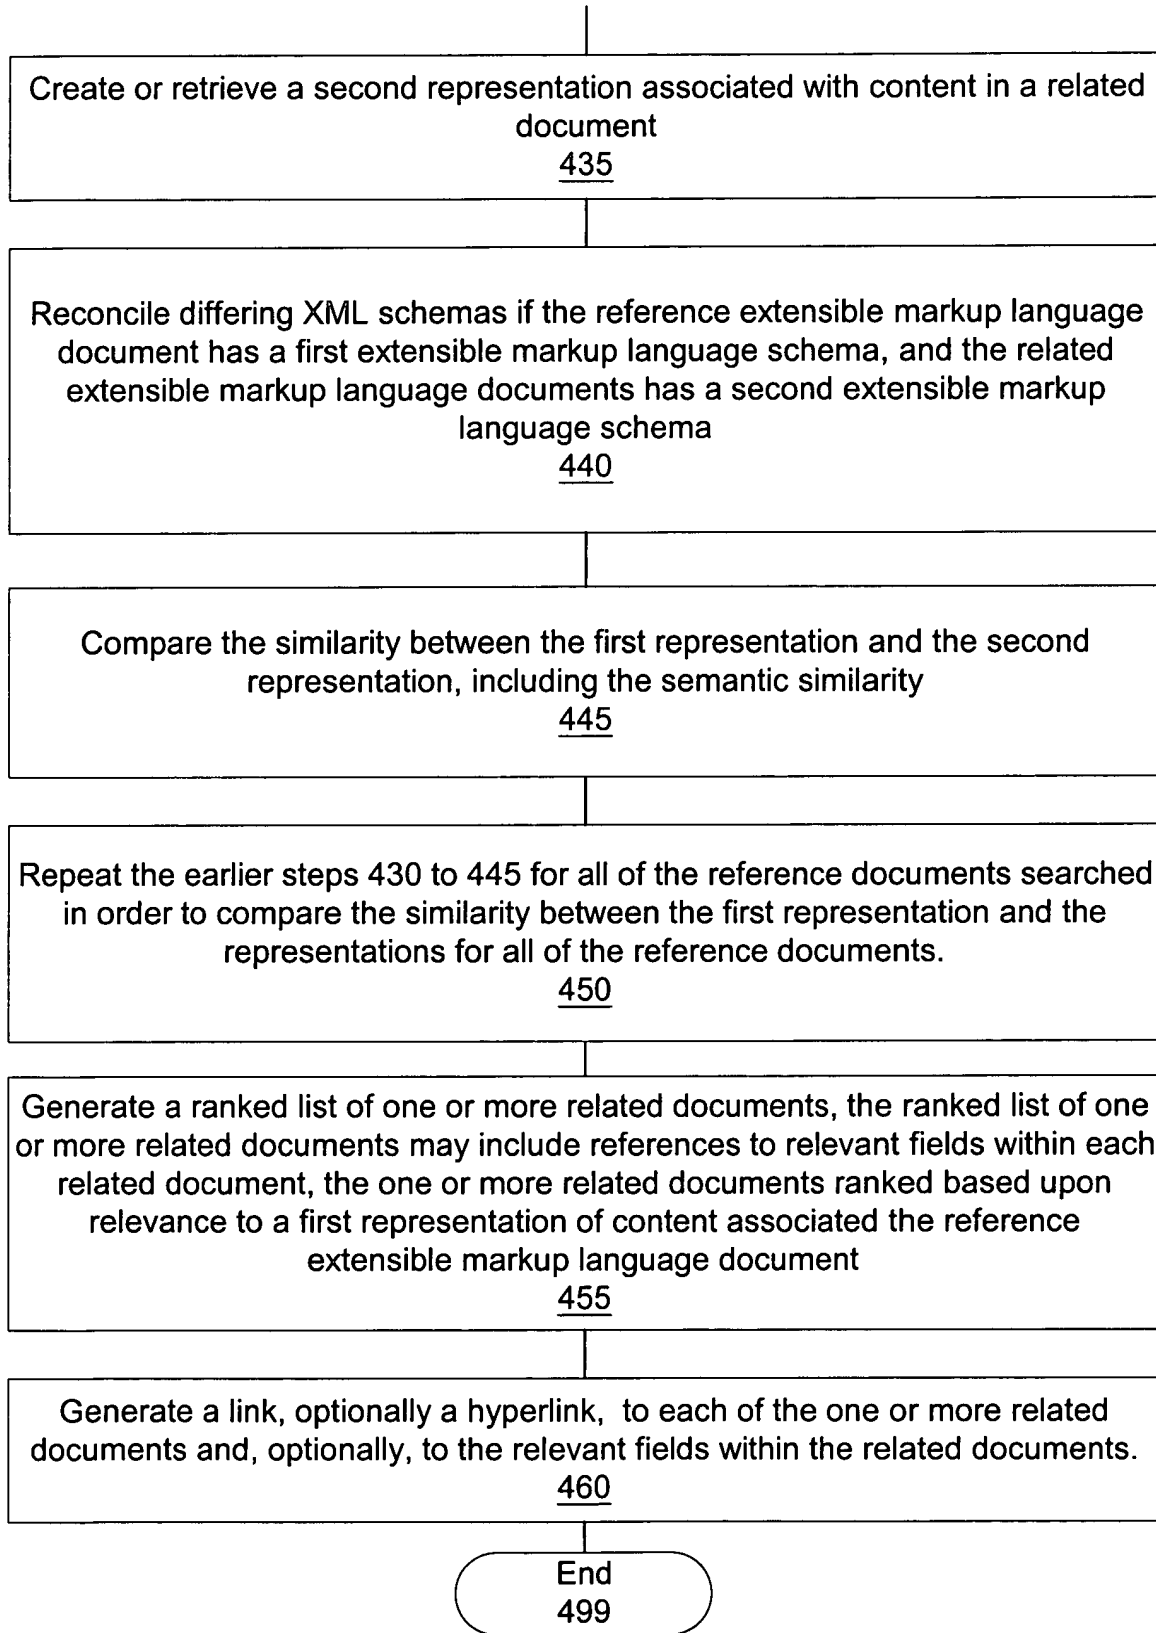 Create or retrieve a second representation associated with content in a related
document
435
Reconcile differing XML schemas if the reference extensible markup language
document has a first extensible markup language schema, and the related
extensible markup language documents has a second extensible markup
language schema
440
Compare the similarity between the first representation and the second
representation, including the semantic similarity
445
Repeat the earlier steps 430 to 445 for all of the reference documents searched
in order to compare the similarity between the first representation and the
representations for all of the reference documents.
450
Generate a ranked list of one or more related documents, the ranked list of one
or more related documents may include references to relevant fields within each
related document, the one or more related documents ranked based upon
relevance to a first representation of content associated the reference
extensible markup language document
455
Generate a link, optionally a hyperlink, to each of the one or more related
documents and, optionally, to the relevant fields within the related documents.
460
End
499